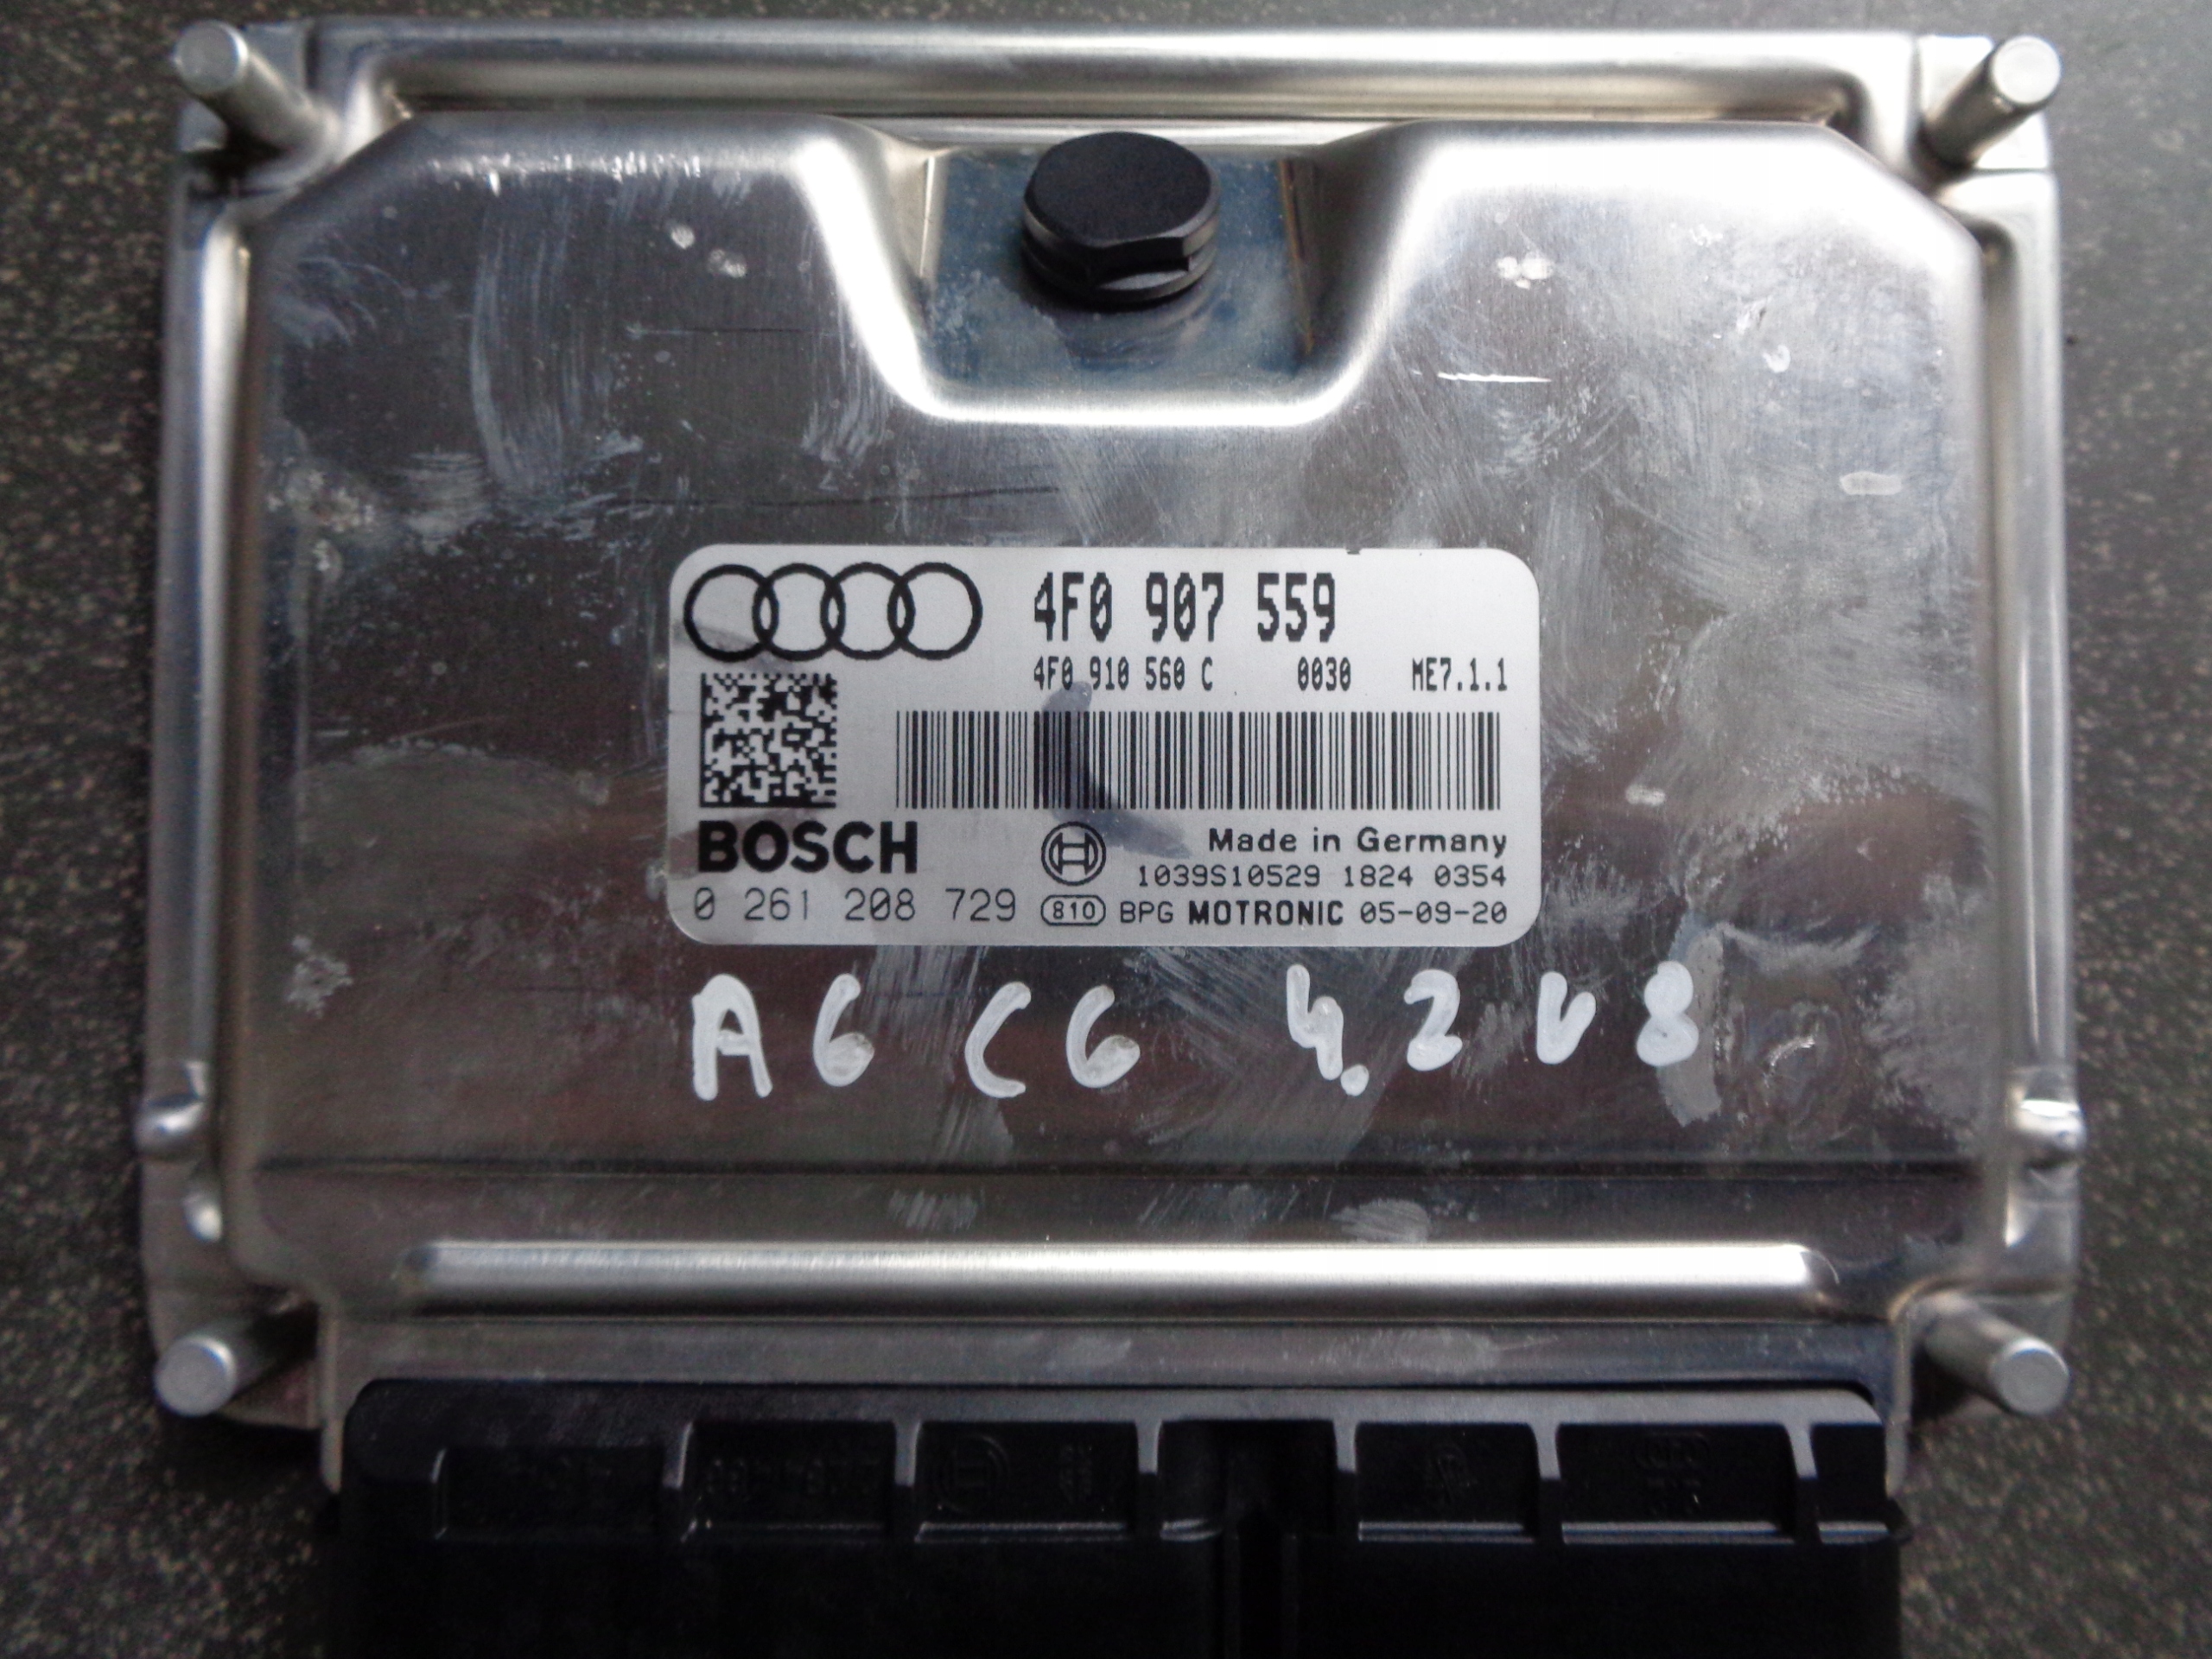 4F0 907 559
4F0 910 560 C 0030 ME7.1.1
BOSCH
Made in Germany
1039S10529 1824 0354
0 261 208 729 810 BPG MOTRONIC 05-09-20
A6 C6 4.2 V8